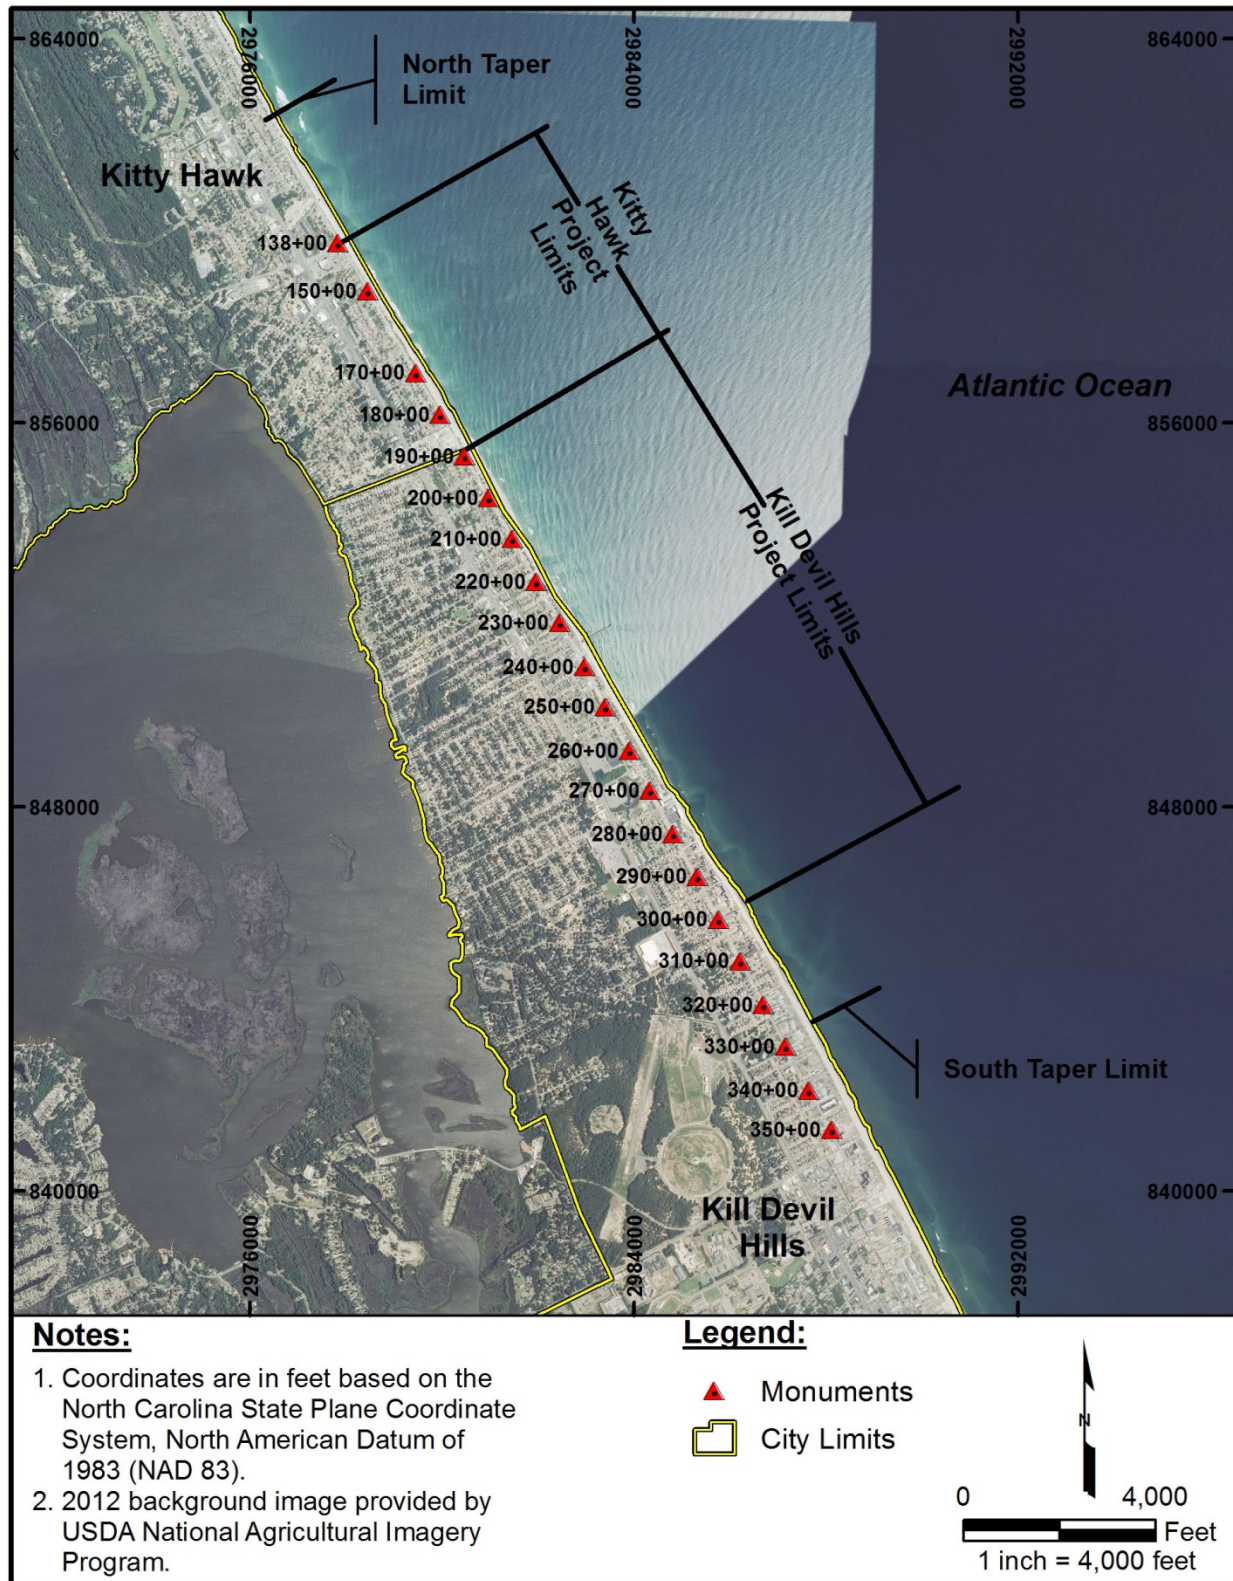 864000
2976000
2984000
2992000
864000
North Taper
Limit
Kitty Hawk
Kitty
Hawk
Project
Limits
138+00
150+00
170+00
180+00
190+00
200+00
210+00
220+00
230+00
240+00
250+00
260+00
270+00
280+00
290+00
300+00
310+00
320+00
330+00
340+00
350+00
Atlantic Ocean
856000
856000
Kill Devil Hills
Project Limits
848000
848000
South Taper Limit
840000
840000
Kill Devil
Hills
2976000
2984000
2992000
Notes:
1. Coordinates are in feet based on the
North Carolina State Plane Coordinate
System, North American Datum of
1983 (NAD 83).
2. 2012 background image provided by
USDA National Agricultural Imagery
Program.
Legend:
Monuments
City Limits
N
0 4,000
Feet
1 inch = 4,000 feet